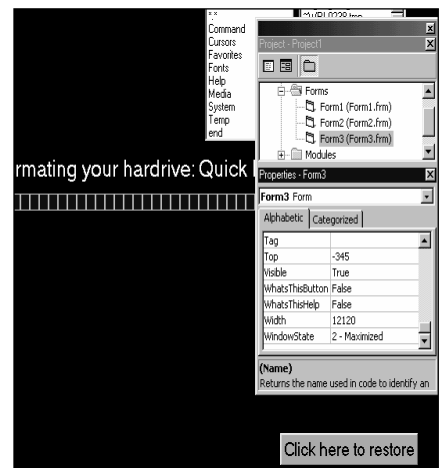 *.*
Command
Cursors
Favorites
Fonts
Help
Media
System
Temp
end
Project - Project1
Forms
Form1 (Form1.frm)
Form2 (Form2.frm)
Form3 (Form3.frm)
Modules
rmating your hardrive: Quick
Properties - Form3
Form3 Form
Alphabetic Categorized
Tag
Top -345
Visible True
WhatsThisButton False
WhatsThisHelp False
Width 12120
WindowState 2 - Maximized
(Name)
Returns the name used in code to identify an
Click here to restore